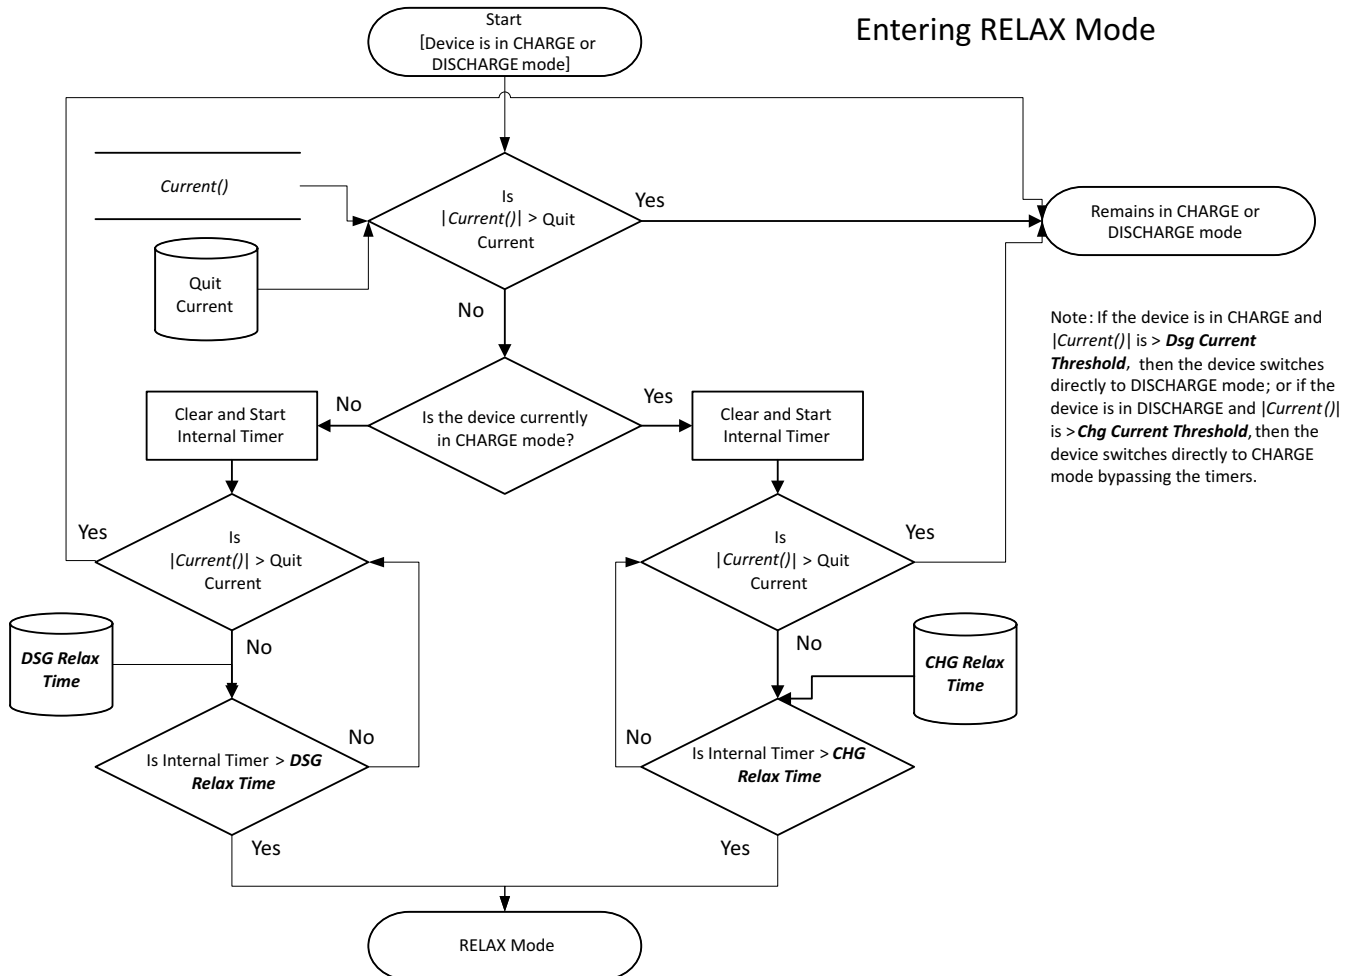 Entering RELAX Mode
Start
[Device is in CHARGE or
DISCHARGE mode]
Current()
Is
|Current()| > Quit
Current
Yes
Remains in CHARGE or
DISCHARGE mode
Quit
Current
No
Note: If the device is in CHARGE and
|Current()| is > Dsg Current
Threshold, then the device switches
directly to DISCHARGE mode; or if the
device is in DISCHARGE and |Current()|
is > Chg Current Threshold, then the
device switches directly to CHARGE
mode bypassing the timers.
Clear and Start
Internal Timer
No
Is the device currently
in CHARGE mode?
Yes
Clear and Start
Internal Timer
Yes
Is
|Current()| > Quit
Current
Is
|Current()| > Quit
Current
Yes
DSG Relax
Time
No
No
CHG Relax
Time
Is Internal Timer > DSG
Relax Time
No
No
Is Internal Timer > CHG
Relax Time
Yes
Yes
RELAX Mode